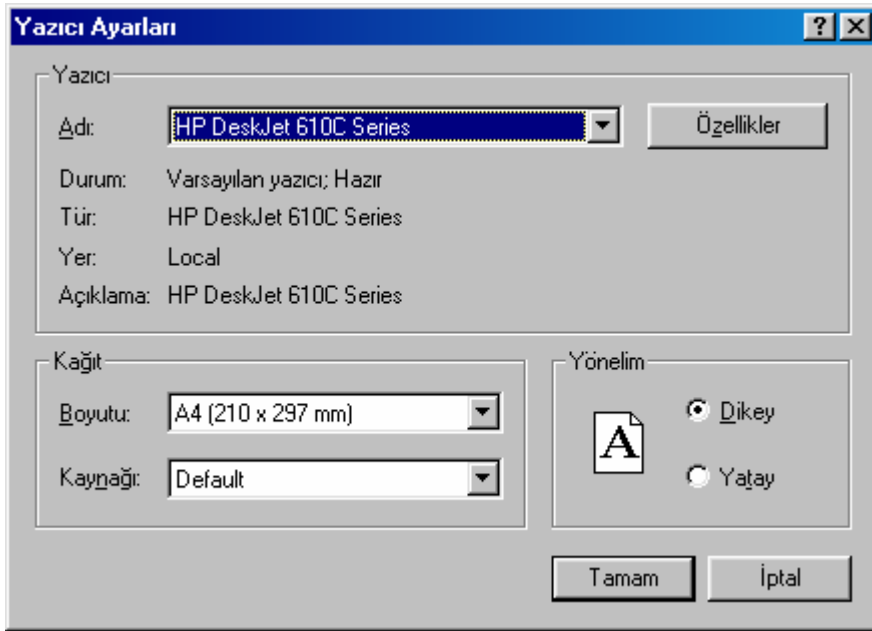 Yazıcı Ayarları
Yazıcı
Adı: HP DeskJet 610C Series Özellikler
Durum: Varsayılan yazıcı; Hazır
Tür: HP DeskJet 610C Series
Yer: Local
Açıklama: HP DeskJet 610C Series
Kağıt
Boyutu: A4 (210 x 297 mm)
Kaynağı: Default
Yönelim
A
Dikey
Yatay
Tamam İptal